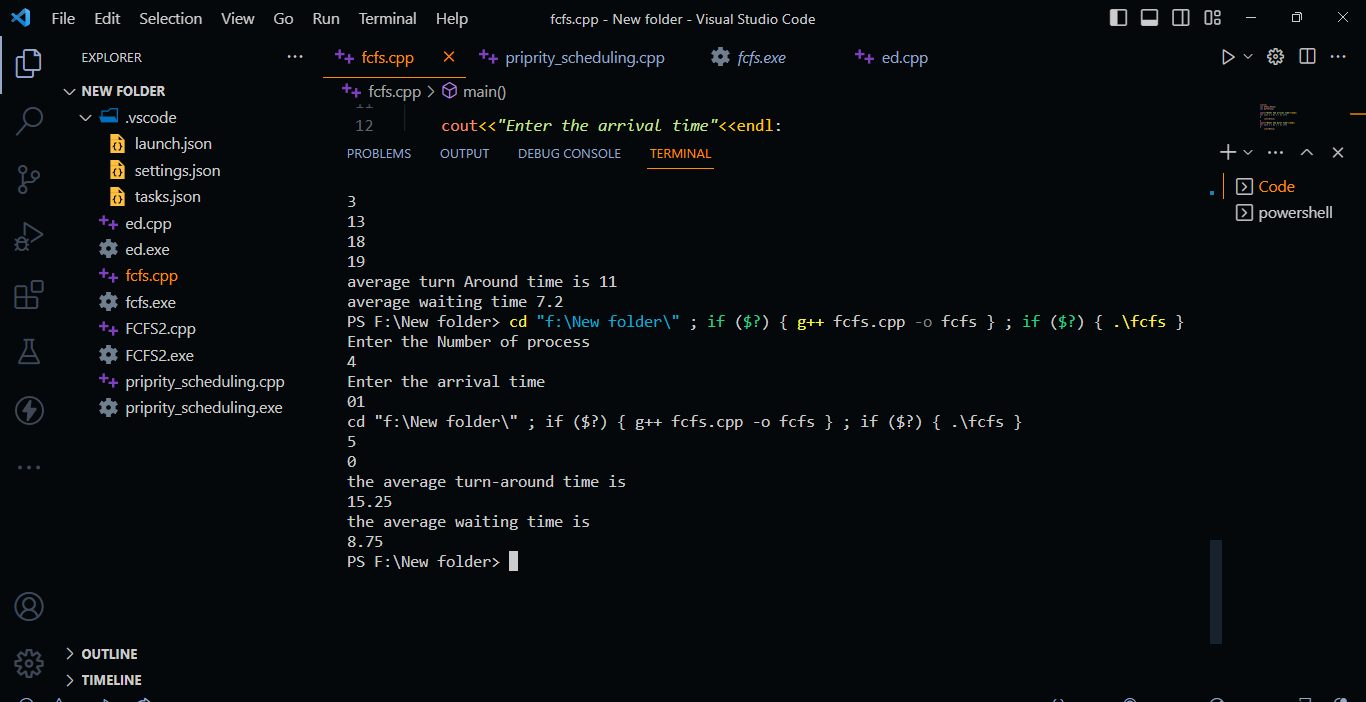 File Edit Selection View Go Run Terminal Help fcfs.cpp - New folder - Visual Studio Code
EXPLORER
fcfs.cpp priprity_scheduling.cpp fcfs.exe ed.cpp
NEW FOLDER
.vscode
launch.json
settings.json
tasks.json
ed.cpp
ed.exe
fcfs.cpp
fcfs.exe
FCFS2.cpp
FCFS2.exe
priprity_scheduling.cpp
priprity_scheduling.exe
OUTLINE
TIMELINE
fcfs.cpp > main()
11
12 cout<<"Enter the arrival time"<<endl;
PROBLEMS OUTPUT DEBUG CONSOLE TERMINAL
3
13
18
19
average turn Around time is 11
average waiting time 7.2
PS F:\New folder> cd "f:\New folder\" ; if ($?) { g++ fcfs.cpp -o fcfs } ; if ($?) { .\fcfs }
Enter the Number of process
4
Enter the arrival time
01
cd "f:\New folder\" ; if ($?) { g++ fcfs.cpp -o fcfs } ; if ($?) { .\fcfs }
5
0
the average turn-around time is
15.25
the average waiting time is
8.75
PS F:\New folder>
Code
powershell